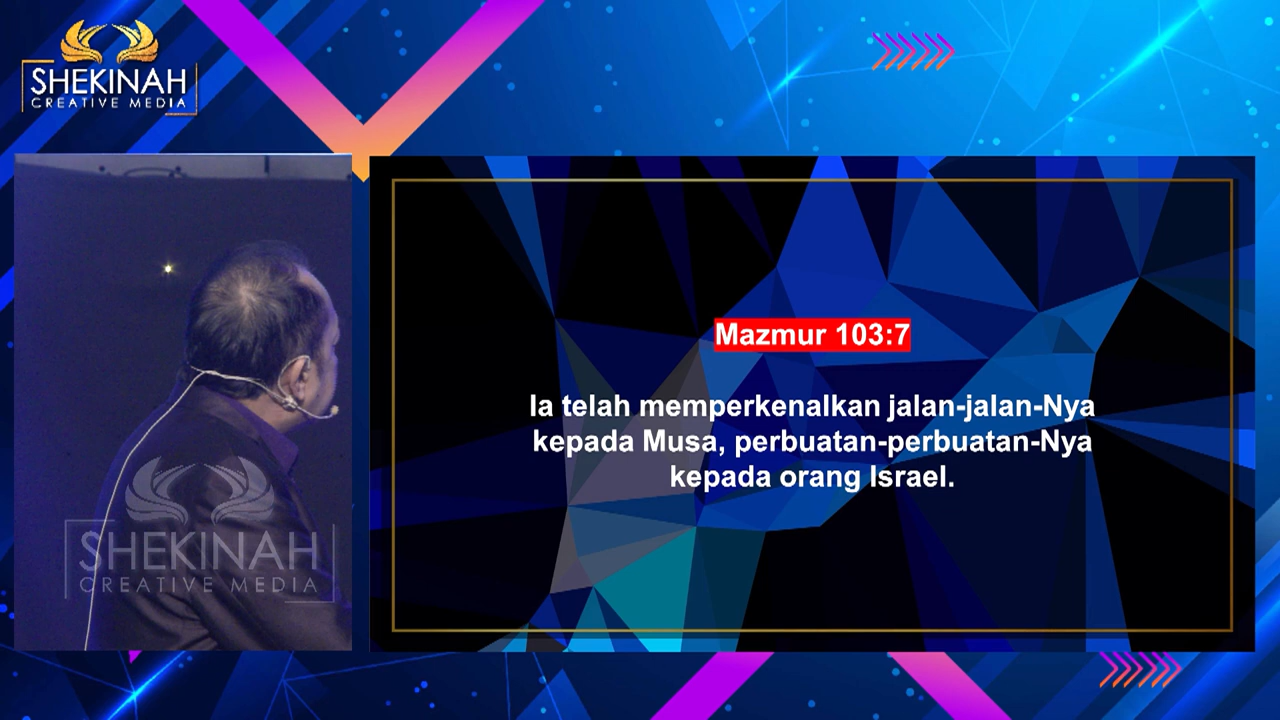 SHEKINAH
CREATIVE MEDIA
Mazmur 103:7
Ia telah memperkenalkan jalan-jalan-Nya
kepada Musa, perbuatan-perbuatan-Nya
kepada orang Israel.
SHEKINAH
CREATIVE MEDIA